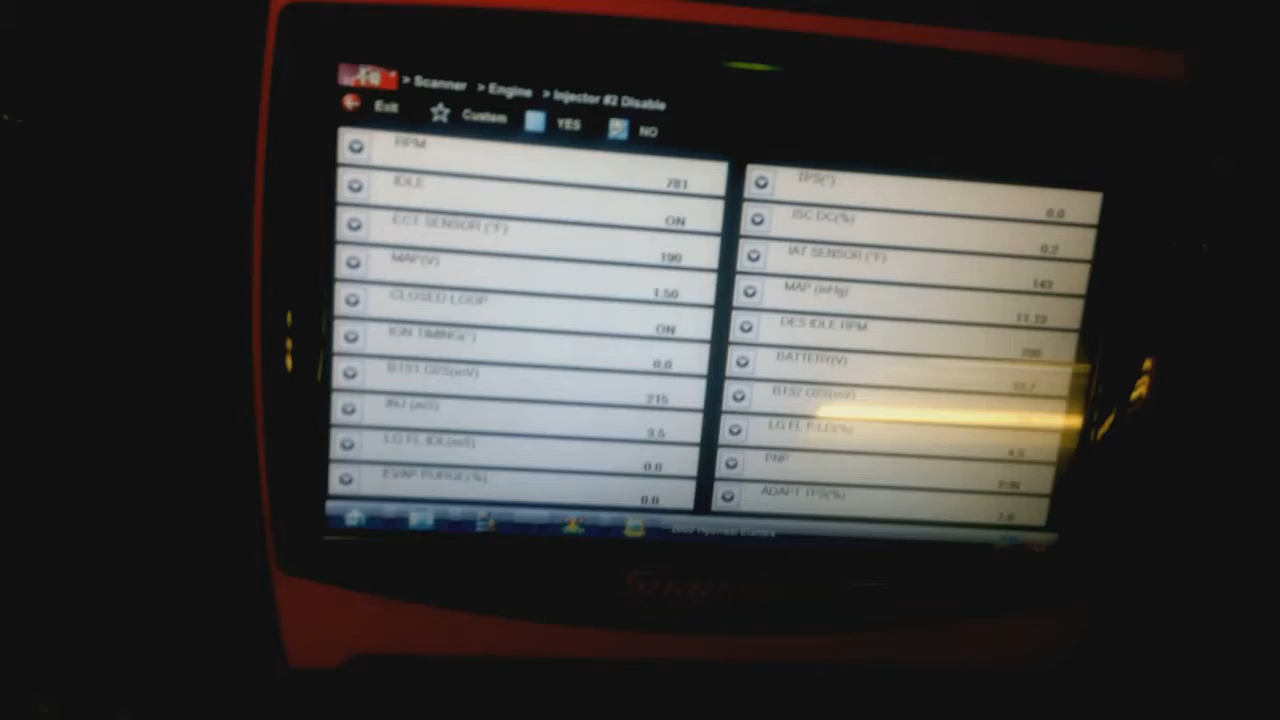 > Scanner > Engine > Injector #2 Disable
Exit Custom YES NO
RPM 781
IDLE ON
ECT SENSOR (°F) 190
MAP(V) 1.50
CLOSED LOOP ON
IGN TIMING(°) 0.0
B1S1 O2S(mV) 215
INJ (mS) 3.5
LG FL IDL(mS) 0.0
EVAP PURGE(%) 0.0
TPS(°) 0.0
ISC DC(%) 0.2
IAT SENSOR (°F) 143
MAP (inHg) 11.13
DES IDLE RPM 700
BATTERY(V)
B1S2 O2S(mV)
LG FL P.LD(%)
PNP
ADAPT TPS(%)